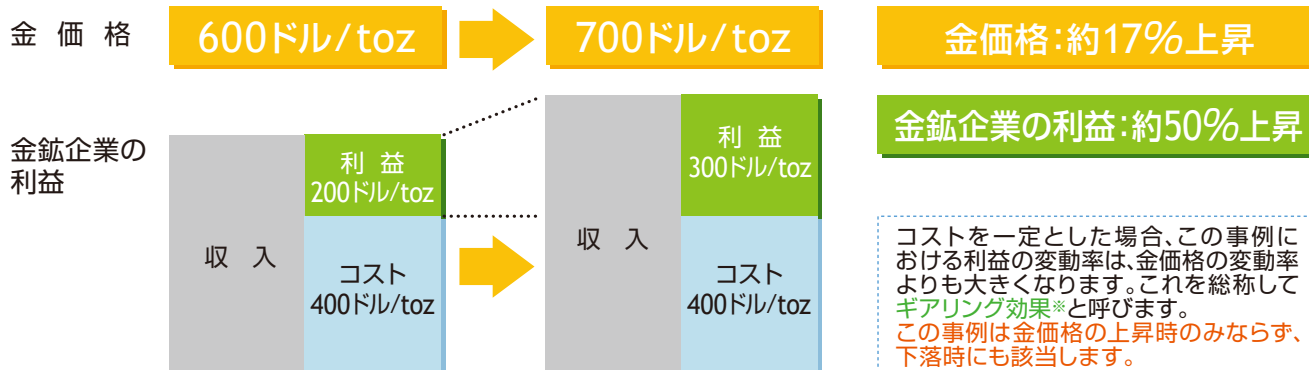 金 価 格
600ドル/toz
700ドル/toz
金価格：約17％上昇
金鉱企業の
利益
収 入
利 益
200ドル/toz
コスト
400ドル/toz
収 入
利 益
300ドル/toz
コスト
400ドル/toz
金鉱企業の利益：約50％上昇
コストを一定とした場合、この事例に
おける利益の変動率は、金価格の変動率
よりも大きくなります。これを総称して
ギアリング効果※と呼びます。
この事例は金価格の上昇時のみならず、
下落時にも該当します。